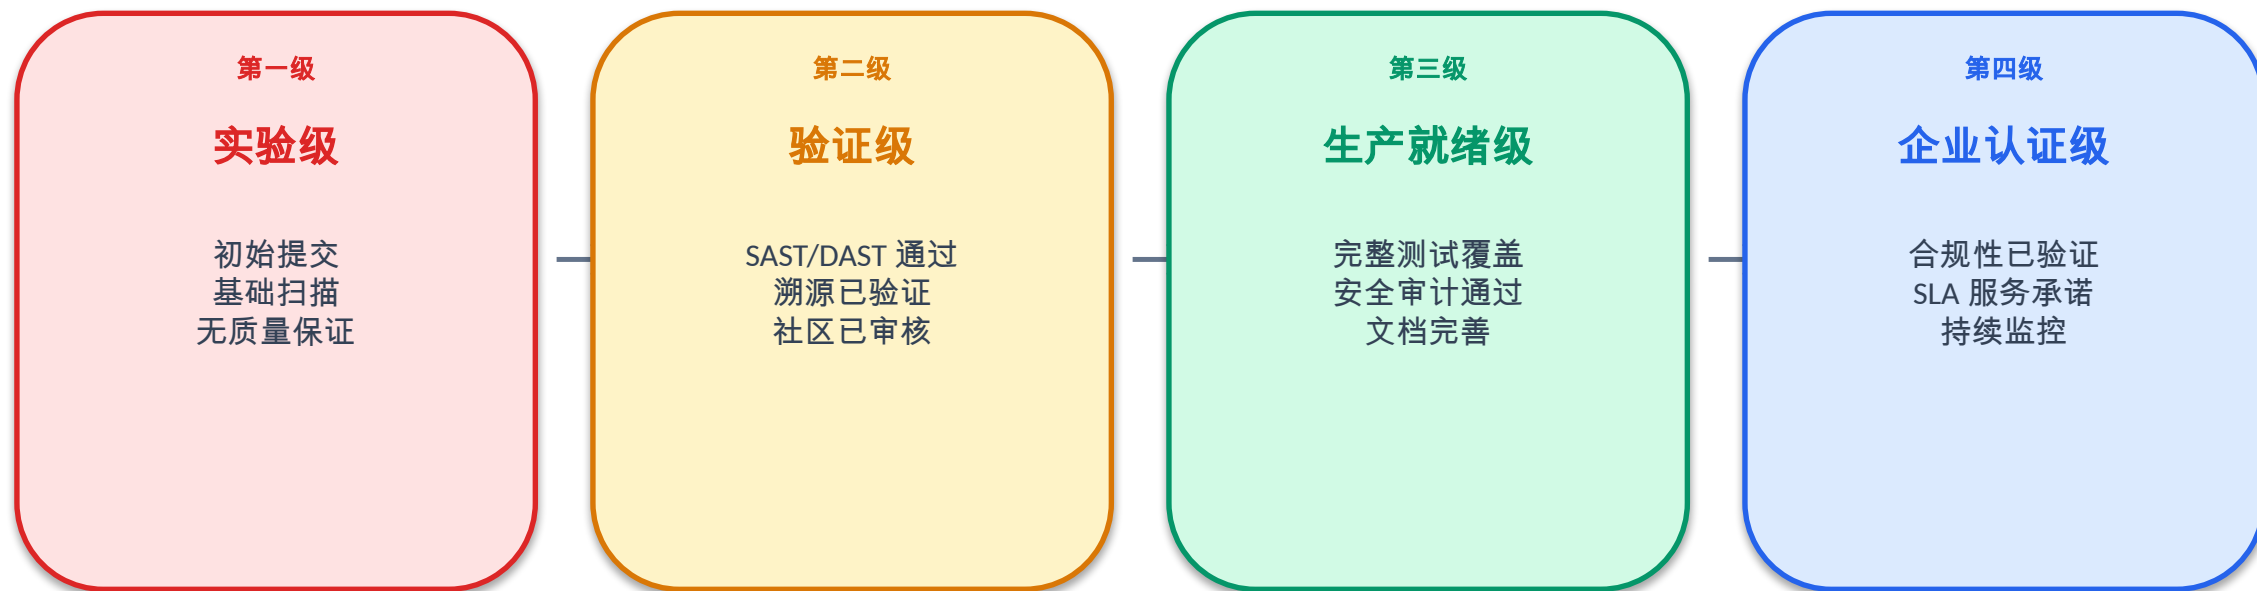 第一级
实验级
初始提交
基础扫描
无质量保证
第二级
验证级
SAST/DAST 通过
溯源已验证
社区已审核
第三级
生产就绪级
完整测试覆盖
安全审计通过
文档完善
第四级
企业认证级
合规性已验证
SLA 服务承诺
持续监控